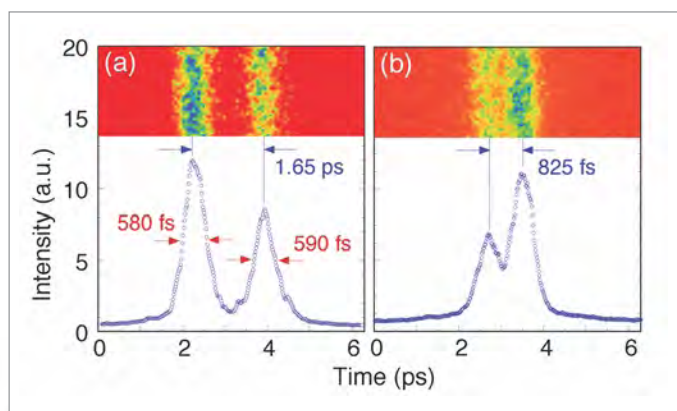 (a)
(b)
20
15
10
5
0
Intensity (a.u.)
1.65 ps
825 fs
580 fs
590 fs
0 2 4 6
0 2 4 6
Time (ps)